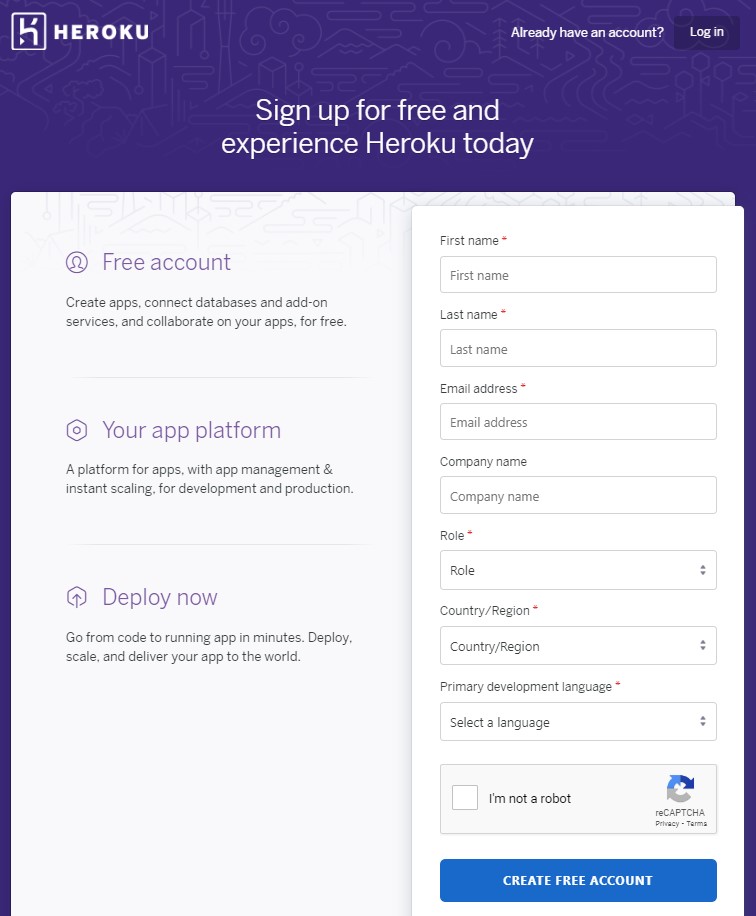 HEROKU
Already have an account?
Log in
Sign up for free and
experience Heroku today
Free account
Create apps, connect databases and add-on
services, and collaborate on your apps, for free.
Your app platform
A platform for apps, with app management &
instant scaling, for development and production.
Deploy now
Go from code to running app in minutes. Deploy,
scale, and deliver your app to the world.
First name *
First name
Last name *
Last name
Email address *
Email address
Company name
Company name
Role *
Role
Country/Region *
Country/Region
Primary development language *
Select a language
I'm not a robot
reCAPTCHA
Privacy - Terms
CREATE FREE ACCOUNT